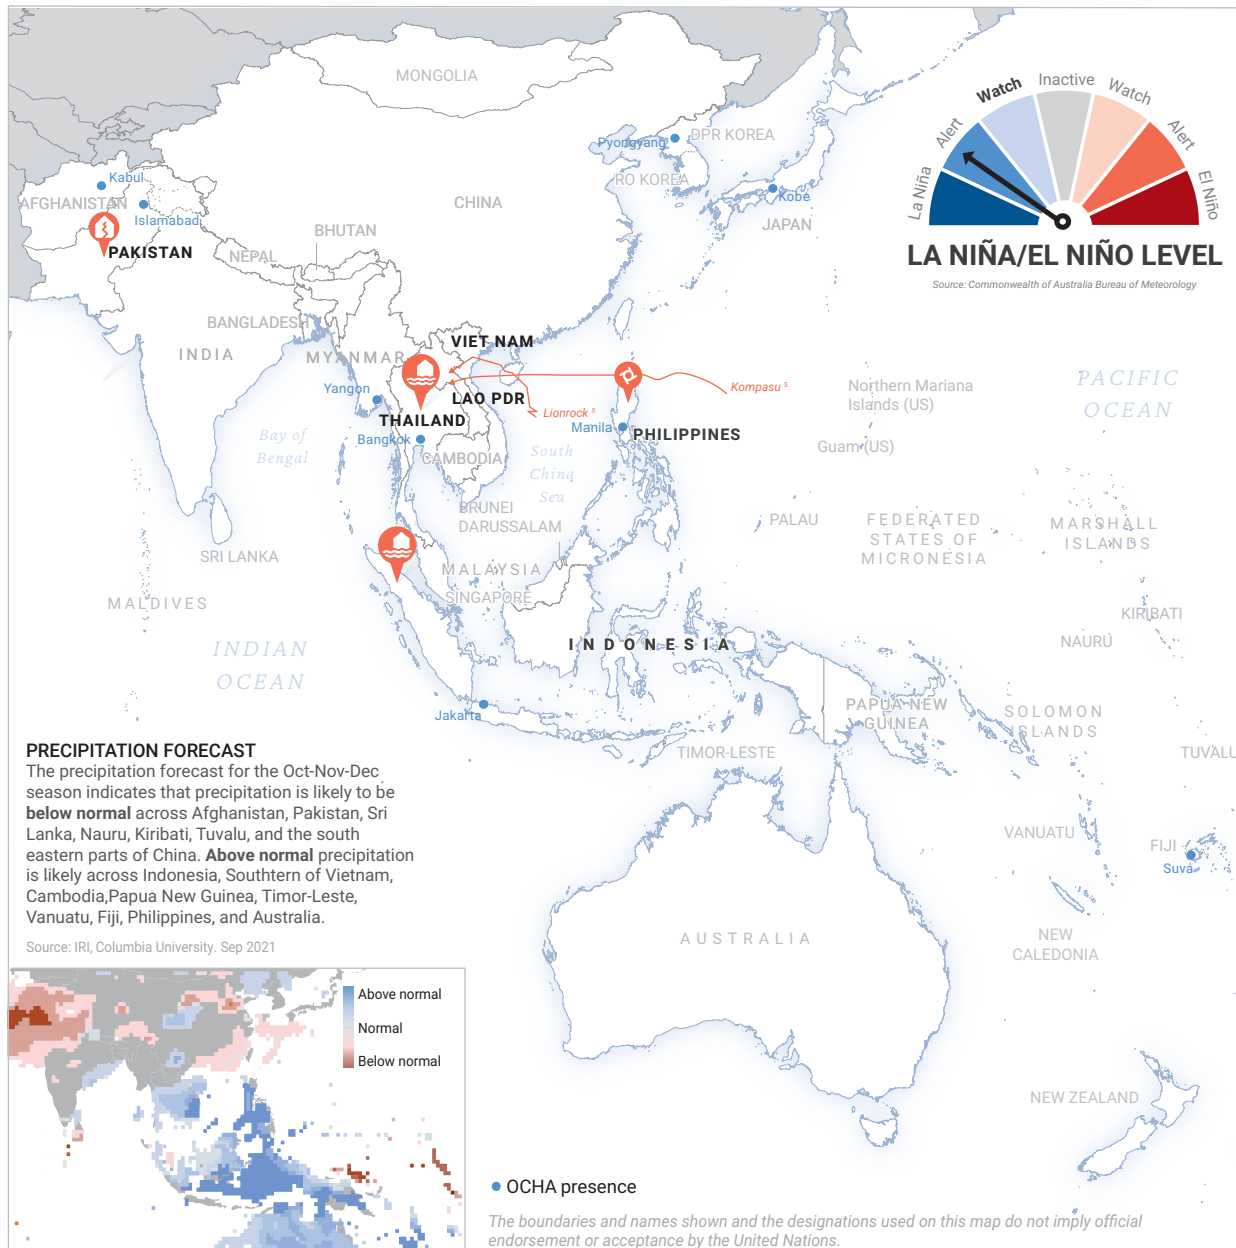 MONGOLIA
Inactive
Watch
Watch
Alert
Alert
La Niña
El Niño
LA NIÑA/EL NIÑO LEVEL
Source: Commonwealth of Australia Bureau of Meteorology
DPR KOREA
Pyongyang
RO KOREA
Kobe
JAPAN
Kabul
AFGHANISTAN
Islamabad
PAKISTAN
CHINA
BHUTAN
NEPAL
BANGLADESH
INDIA
MYANMAR
VIET NAM
Yangon
LAO PDR
THAILAND
Bangkok
CAMBODIA
Lionrock S
Kompasu S
Manila
PHILIPPINES
Northern Mariana
Islands (US)
Guam (US)
PACIFIC
OCEAN
Bay of
Bengal
South
China
Sea
BRUNEI
DARUSSALAM
PALAU
FEDERATED
STATES OF
MICRONESIA
MARSHALL
ISLANDS
SRI LANKA
MALAYSIA
SINGAPORE
MALDIVES
KIRIBATI
NAURÚ
INDIAN
OCEAN
INDONESIA
Jakarta
PAPUA NEW
GUINEA
SOLOMON
ISLANDS
TIMOR-LESTE
TUVALU
PRECIPITATION FORECAST
The precipitation forecast for the Oct-Nov-Dec
season indicates that precipitation is likely to be
below normal across Afghanistan, Pakistan, Sri
Lanka, Nauru, Kiribati, Tuvalu, and the south
eastern parts of China. Above normal precipitation
is likely across Indonesia, Southtern of Vietnam,
Cambodia,Papua New Guinea, Timor-Leste,
Vanuatu, Fiji, Philippines, and Australia.
Source: IRI, Columbia University. Sep 2021
VANUATU
FIJI
Suva
AUSTRALIA
NEW
CALEDONIA
NEW ZEALAND
Above normal
Normal
Below normal
OCHA presence
The boundaries and names shown and the designations used on this map do not imply official
endorsement or acceptance by the United Nations.